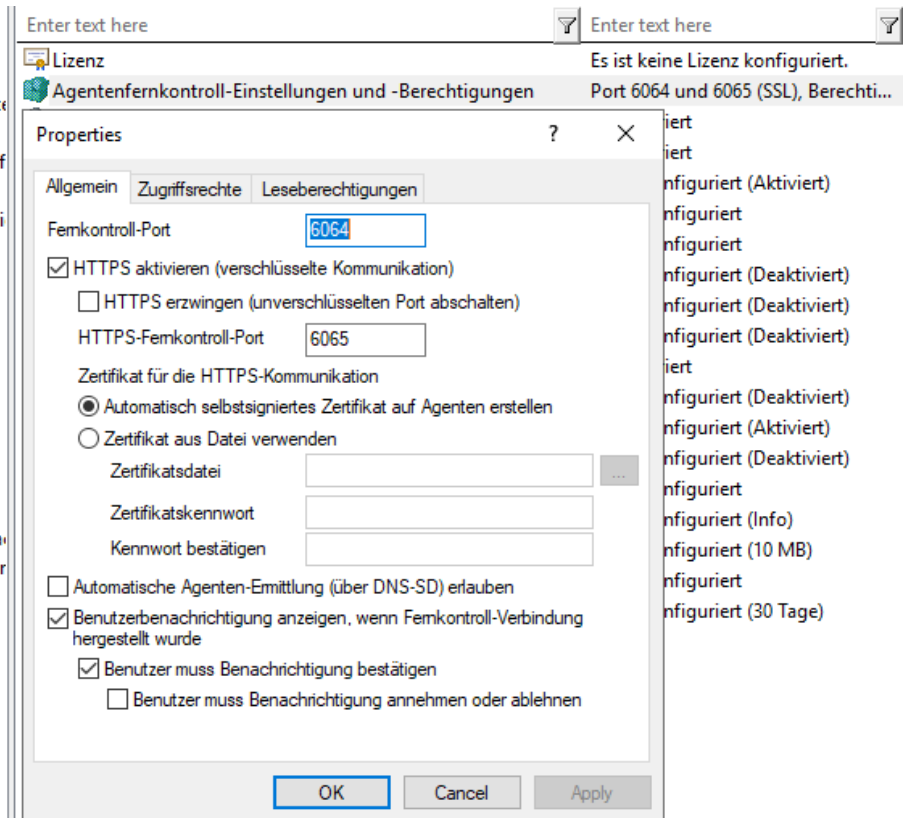 Enter text here Enter text here
Lizenz Es ist keine Lizenz konfiguriert.
Agentenfernkontroll-Einstellungen und -Berechtigungen Port 6064 und 6065 (SSL), Berechti...
Properties ? iert
iert
Allgemein Zugriffsrechte Leseberechtigungen nfiguriert (Aktiviert)
nfiguriert
Fernkontroll-Port 6064
nfiguriert
HTTPS aktivieren (verschlüsselte Kommunikation) onfiguriert (Deaktiviert)
HTTPS erzwingen (unverschlüsselten Port abschalten) onfiguriert (Deaktiviert)
HTTPS-Fernkontroll-Port 6065 onfiguriert (Deaktiviert)
iert
Zertifikat für die HTTPS-Kommunikation
onfiguriert (Deaktiviert)
Automatisch selbstsigniertes Zertifikat auf Agenten erstellen
nfiguriert (Aktiviert)
Zertifikat aus Datei verwenden
nfiguriert (Deaktiviert)
Zertifikatsdatei ...
nfiguriert
Zertifikatskennwort
nfiguriert (Info)
Kennwort bestätigen nfiguriert (10 MB)
Automatische Agenten-Ermittlung (über DNS-SD) erlauben nfiguriert
Benutzerbenachrichtigung anzeigen, wenn Fernkontroll-Verbindung onfiguriert (30 Tage)
hergestellt wurde
Benutzer muss Benachrichtigung bestätigen
Benutzer muss Benachrichtigung annehmen oder ablehnen
OK Cancel Apply